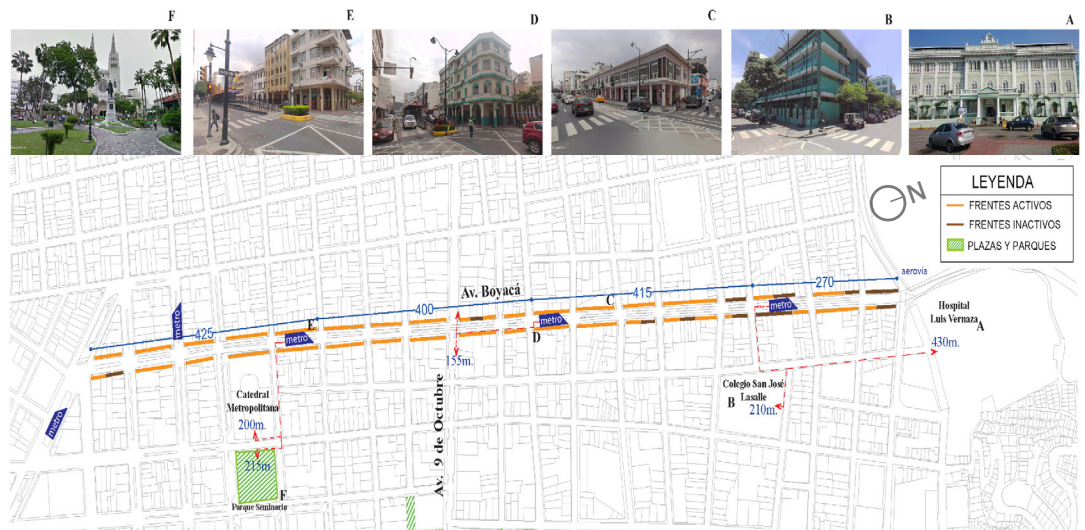 F
E
D
C
B
A
N
LEYENDA
FRENTES ACTIVOS
FRENTES INACTIVOS
PLAZAS Y PARQUES
aerovia
270
415
Av. Boyacá
400
425
metro
metro
metro
metro
metro
C
E
D
155m.
Hospital
Luis Vernaza
A
430m.
Colegio San José
Lasalle
B
210m.
Catedral
Metropolitana
200m.
215m.
Av. 9 de Octubre
F
Parque Seminario